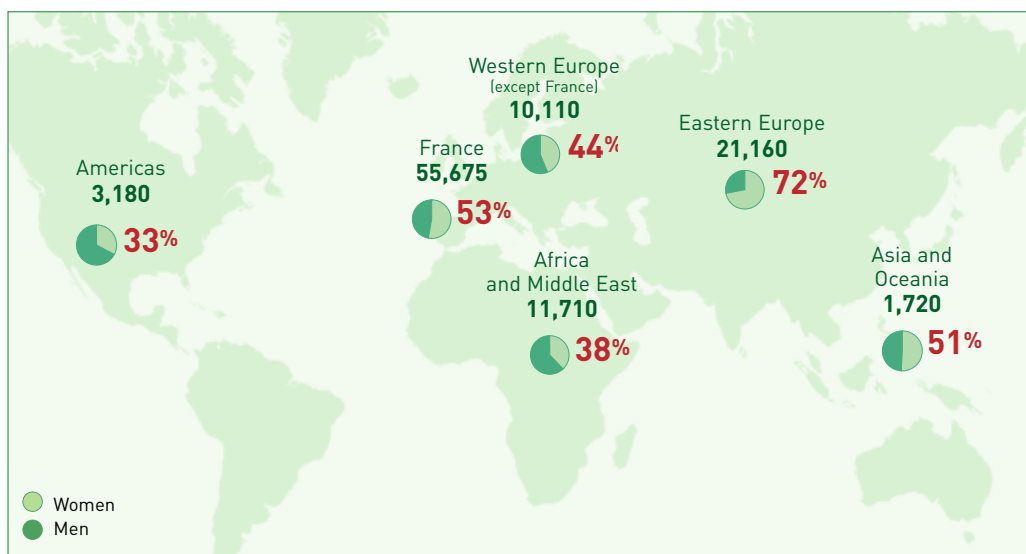 Western Europe
(except France)
10,110
44%
Eastern Europe
21,160
72%
France
55,675
53%
Americas
3,180
33%
Africa
and Middle East
11,710
38%
Asia and
Oceania
1,720
51%
Women
Men